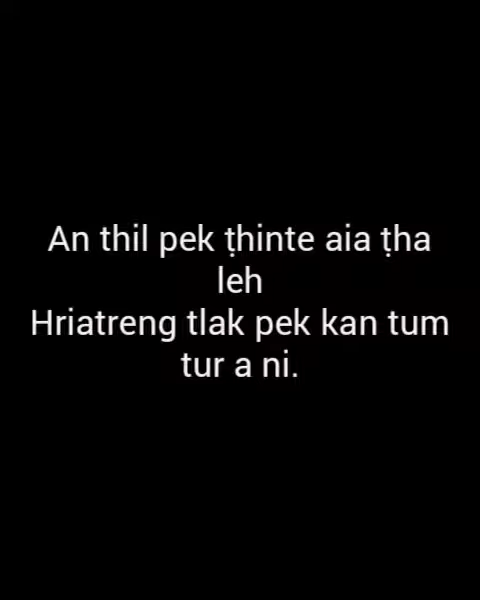 An thil pek ṭhinte aia ṭha
leh
Hriatreng tlak pek kan tum
tur a ni.